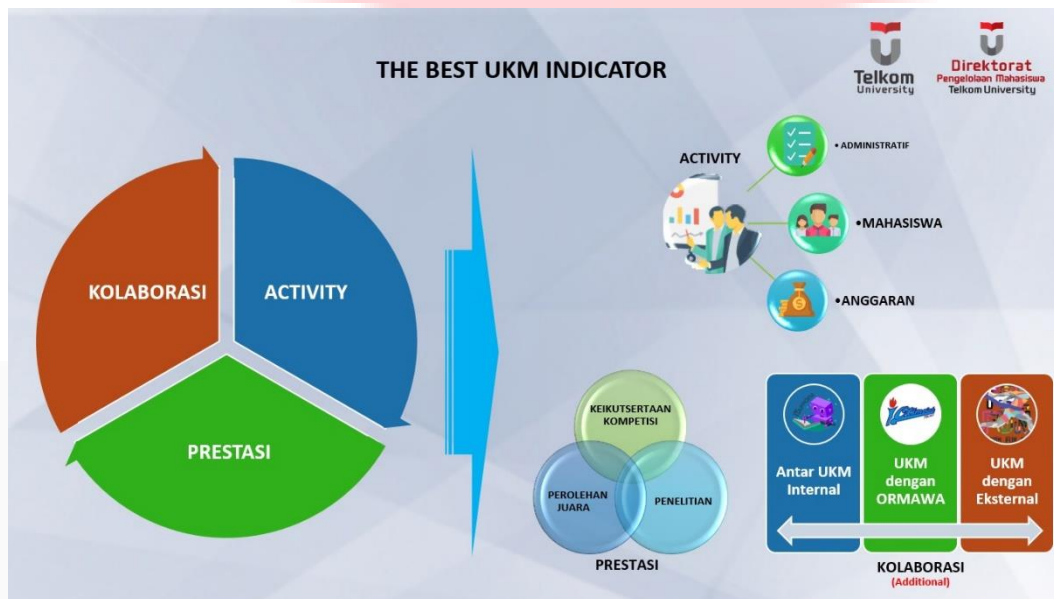 THE BEST UKM INDICATOR
Telkom
University
Direktorat
Pengelolaan Mahasiswa
Telkom University
KOLABORASI
ACTIVITY
PRESTASI
ACTIVITY
• ADMINISTRATIF
•MAHASISWA
•ANGGARAN
KEIKUTSERTAAN
KOMPETISI
PEROLEHAN
JUARA
PENELITIAN
PRESTASI
Antar UKM
Internal
UKM
dengan
ORMAWA
UKM
dengan
Eksternal
KOLABORASI
(Additional)